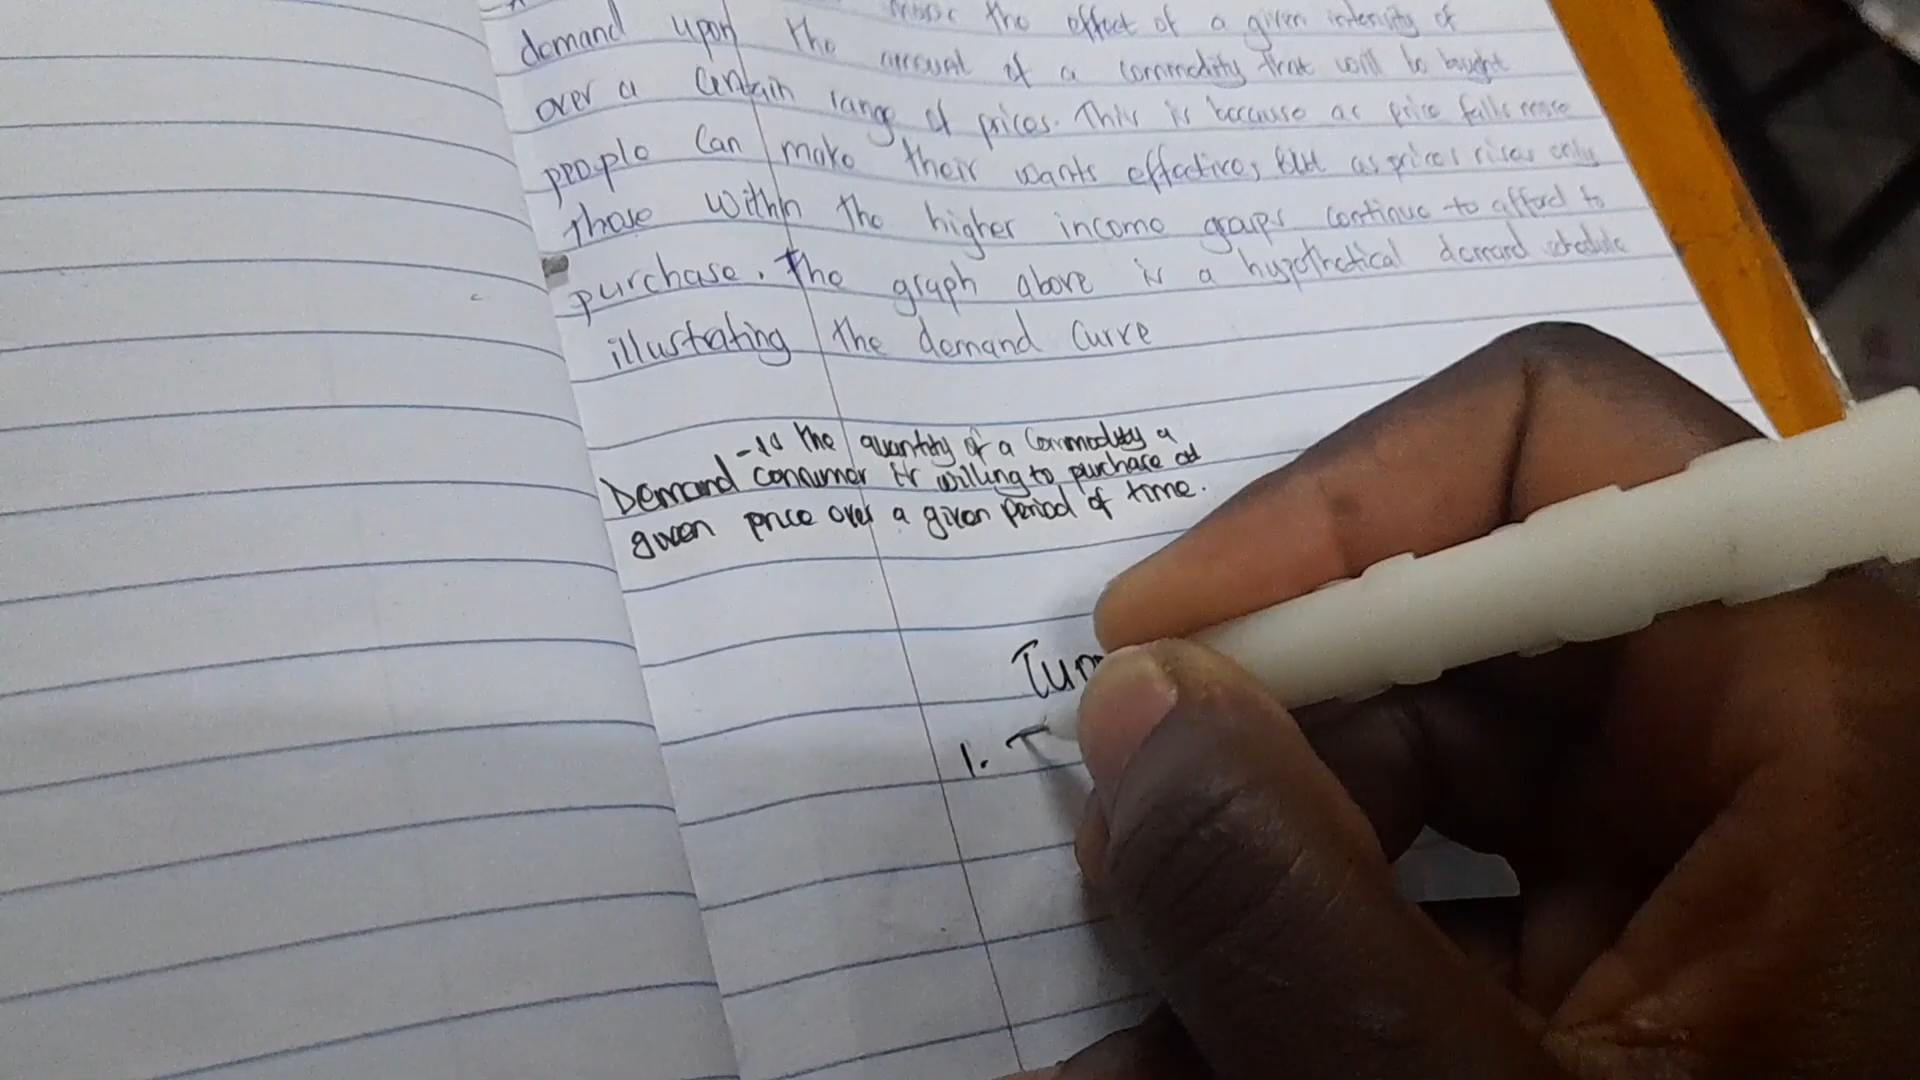 the effect of a given intensity of
demand upon the amount of a commodity that will be bought
over a certain range of prices. This is because as price falls more
people can make their wants effective, but as prices rises only
those within the higher income groups continue to afford to
purchase. The graph above is a hypothetical demand schedule
illustrating the demand curve
- is the quantity of a commodity a
Demand consumer is willing to purchase at
given price over a given period of time.
1. T